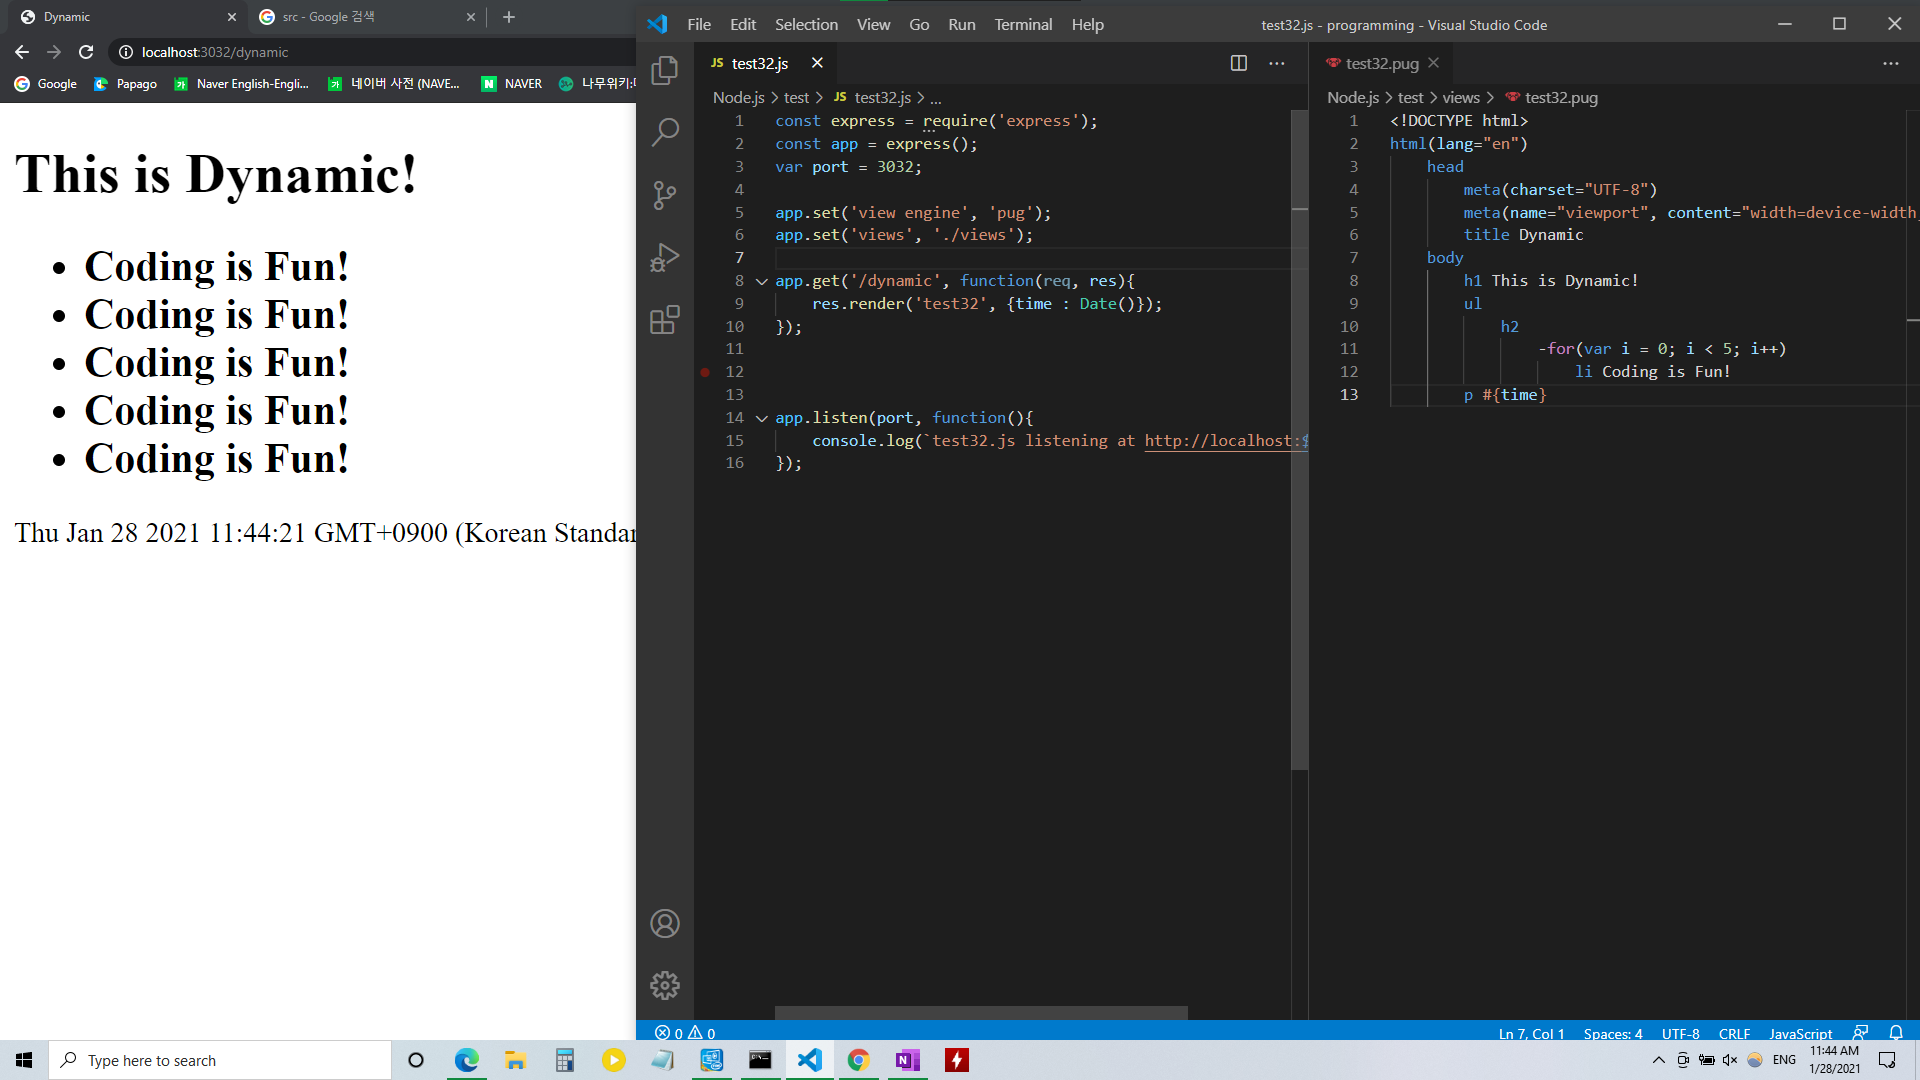 Dynamic
src - Google 검색
localhost:3032/dynamic
Google
Papago
Naver English-Engli...
네이버 사전 (NAVE...
NAVER
나무위키:
This is Dynamic!
Coding is Fun!
Coding is Fun!
Coding is Fun!
Coding is Fun!
Coding is Fun!
Thu Jan 28 2021 11:44:21 GMT+0900 (Korean Standar
File Edit Selection View Go Run Terminal Help
test32.js - programming - Visual Studio Code
JS test32.js
Node.js > test > JS test32.js > ...
1 const express = require('express');
2 const app = express();
3 var port = 3032;
4
5 app.set('view engine', 'pug');
6 app.set('views', './views');
7
8 app.get('/dynamic', function(req, res){
9 res.render('test32', {time : Date()});
10 });
11
12
13
14 app.listen(port, function(){
15 console.log(`test32.js listening at http://localhost:$
16 });
test32.pug
Node.js > test > views > test32.pug
1 <!DOCTYPE html>
2 html(lang="en")
3 head
4 meta(charset="UTF-8")
5 meta(name="viewport", content="width=device-width,
6 title Dynamic
7 body
8 h1 This is Dynamic!
9 ul
10 h2
11 -for(var i = 0; i < 5; i++)
12 li Coding is Fun!
13 p #{time}
0 0
Ln 7, Col 1 Spaces: 4 UTF-8 CRLF JavaScript
Type here to search
ENG
11:44 AM
1/28/2021